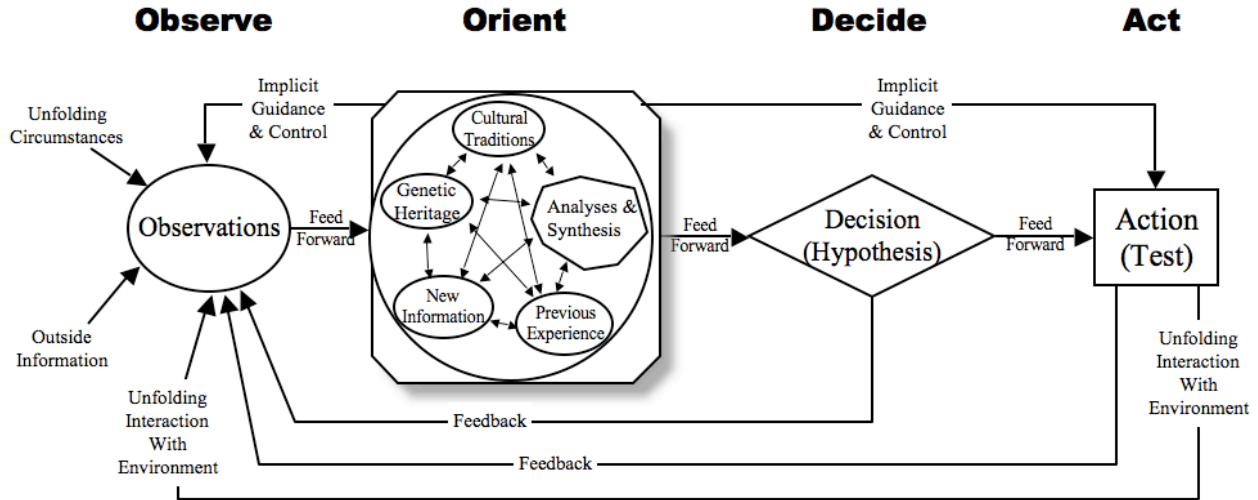 Observe
Orient
Decide
Act
Implicit
Guidance
& Control
Unfolding
Circumstances
Observations
Outside
Information
Unfolding
Interaction
With
Environment
Feed
Forward
Cultural
Traditions
Genetic
Heritage
Analyses &
Synthesis
New
Information
Previous
Experience
Feed
Forward
Implicit
Guidance
& Control
Decision
(Hypothesis)
Feed
Forward
Action
(Test)
Unfolding
Interaction
With
Environment
Feedback
Feedback